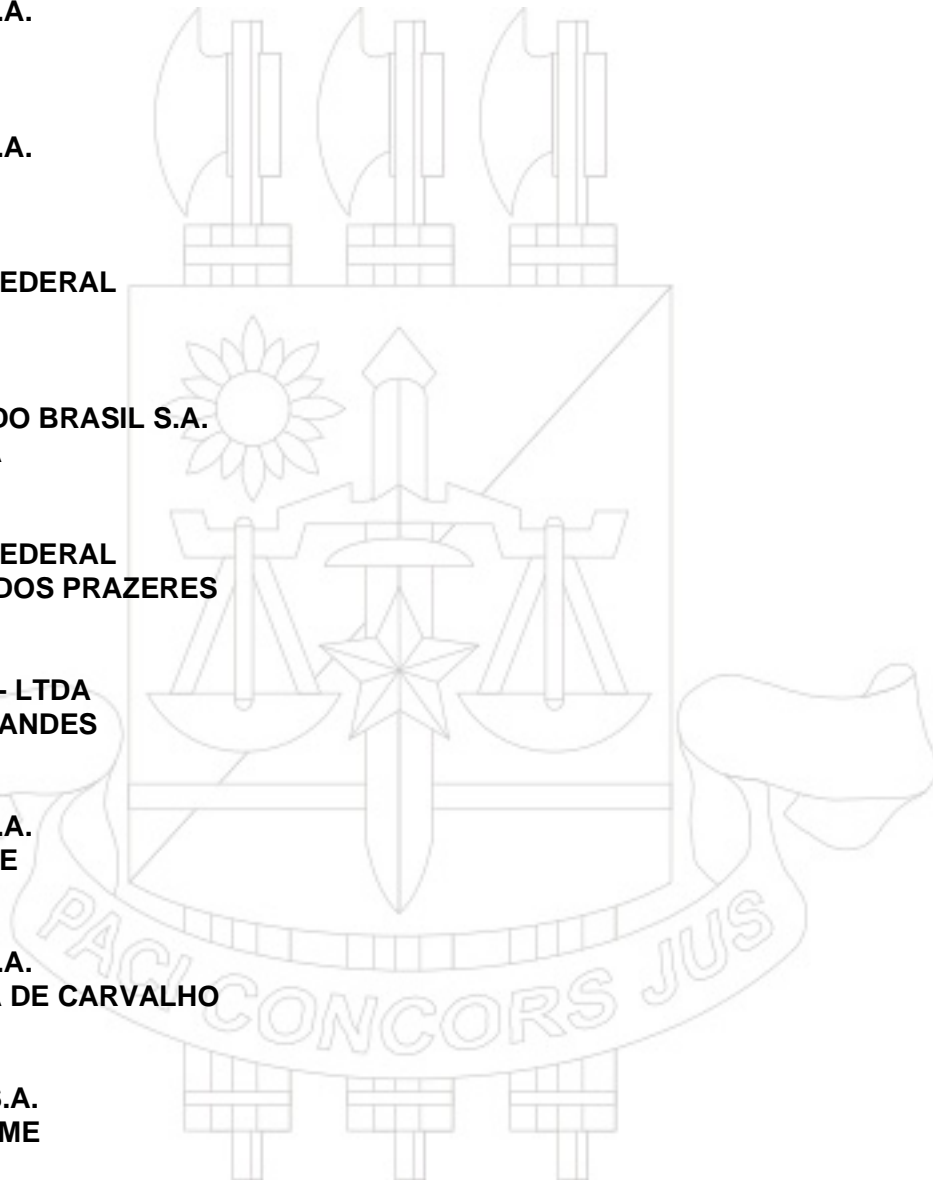 .A.
.A.
EDERAL
DO BRASIL S.A.
A
EDERAL
DOS PRAZERES
- LTDA
ANDES
.A.
E
.A.
A DE CARVALHO
S.A.
ME
PACI CONCORS JUS